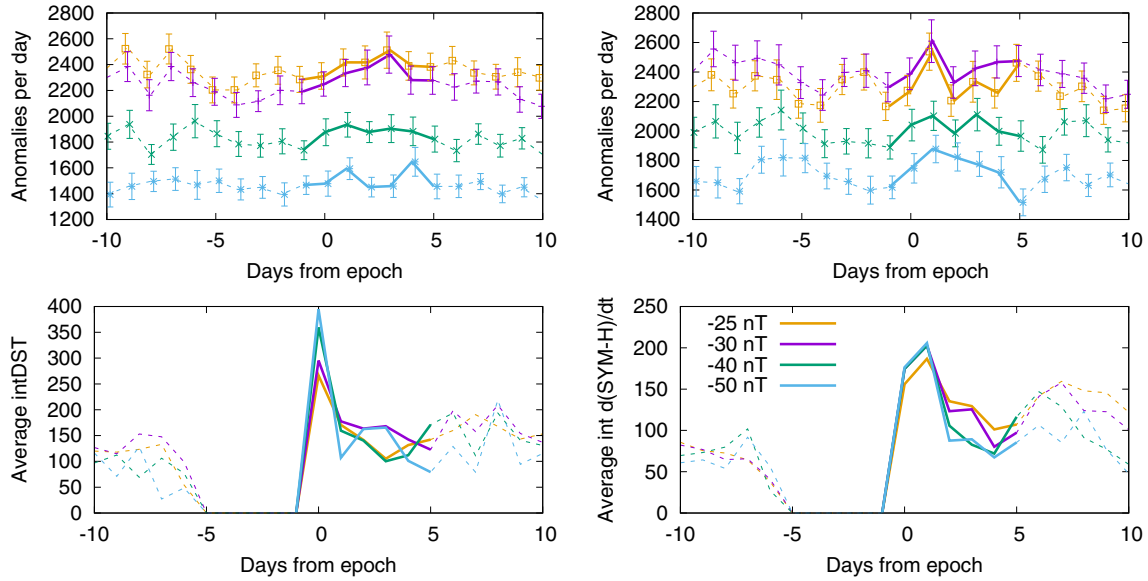 Anomalies per day
2800
2600
2400
2200
2000
1800
1600
1400
1200
-10 -5 0 5 10
Days from epoch
Anomalies per day
2800
2600
2400
2200
2000
1800
1600
1400
-10 -5 0 5 10
Days from epoch
Average intDST
400
350
300
250
200
150
100
50
0
-10 -5 0 5 10
Days from epoch
Average int d(SYM-H)/dt
250
200
150
100
50
0
-25 nT
-30 nT
-40 nT
-50 nT
-10 -5 0 5 10
Days from epoch